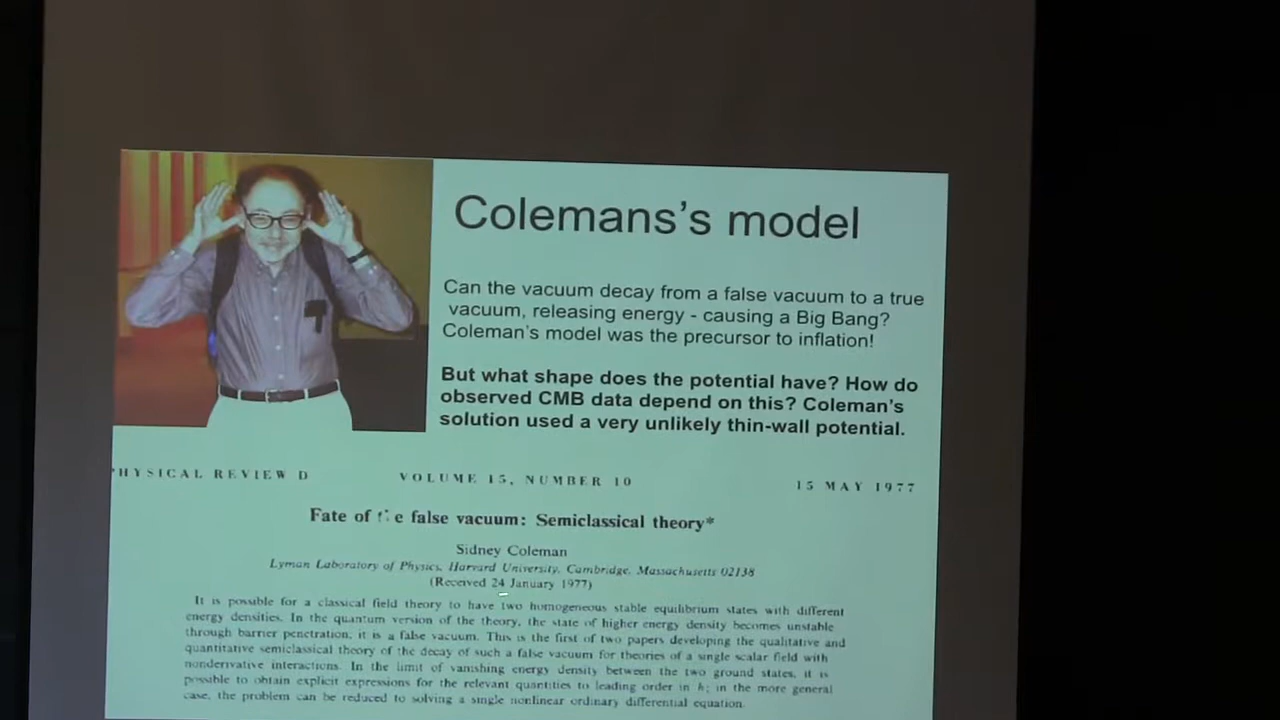 Colemans's model
Can the vacuum decay from a false vacuum to a true
vacuum, releasing energy - causing a Big Bang?
Coleman's model was the precursor to inflation!
But what shape does the potential have? How do
observed CMB data depend on this? Coleman's
solution used a very unlikely thin-wall potential.
PHYSICAL REVIEW D VOLUME 15, NUMBER 10 15 MAY 1977
Fate of the false vacuum: Semiclassical theory*
Sidney Coleman
Lyman Laboratory of Physics, Harvard University, Cambridge, Massachusetts 02138
(Received 24 January 1977)
It is possible for a classical field theory to have two homogeneous stable equilibrium states with different
energy densities. In the quantum version of the theory, the state of higher energy density becomes unstable
through barrier penetration; it is a false vacuum. This is the first of two papers developing the qualitative and
quantitative semiclassical theory of the decay of such a false vacuum for theories of a single scalar field with
nonderivative interactions. In the limit of vanishing energy density between the two ground states, it is
possible to obtain explicit expressions for the relevant quantities to leading order in ħ; in the more general
case, the problem can be reduced to solving a single nonlinear ordinary differential equation.